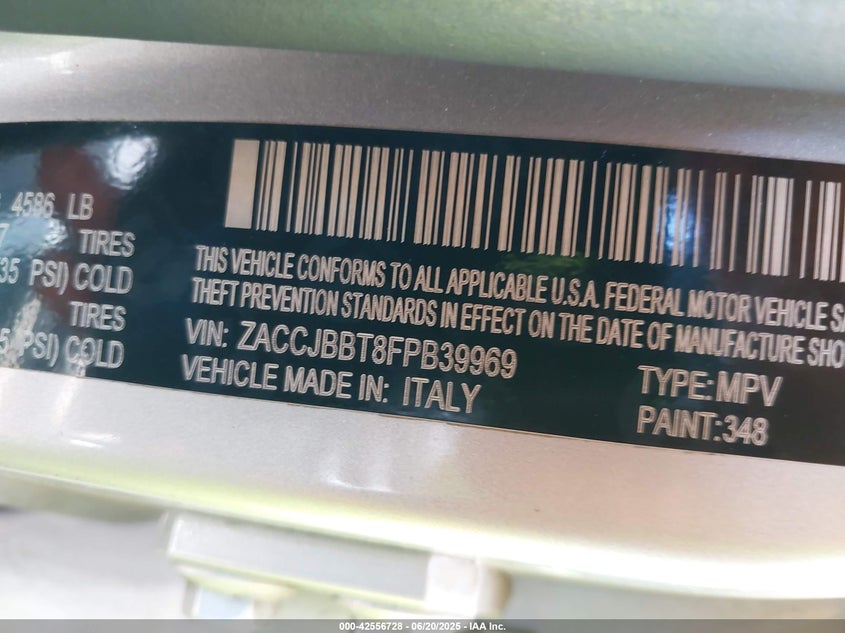 4586 LB
TIRES
35 PSI) COLD
TIRES
PSI) COLD
THIS VEHICLE CONFORMS TO ALL APPLICABLE U.S.A. FEDERAL MOTOR VEHICLE
THEFT PREVENTION STANDARDS IN EFFECT ON THE DATE OF MANUFACTURE
VIN: ZACCJBBT8FPB39969
TYPE:MPV
VEHICLE MADE IN: ITALY
PAINT:348
000-42556728 - 06/20/2025 - IAA Inc.